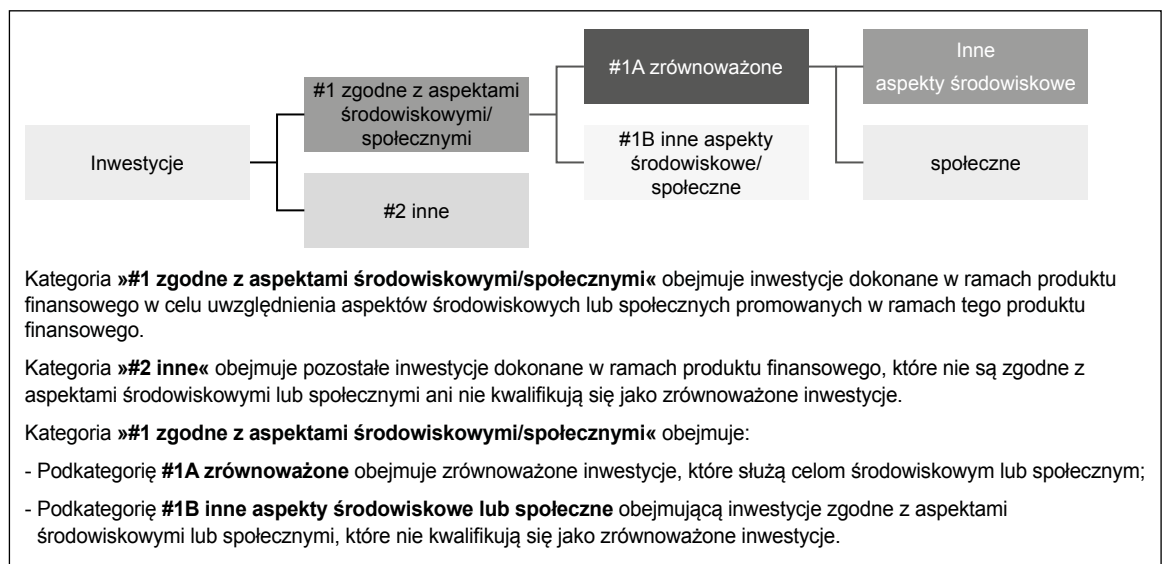 Inwestycje
#1 zgodne z aspektami
środowiskowymi/
społecznymi
#2 inne
#1A zrównoważone
#1B inne aspekty
środowiskowe/
społeczne
Inne
aspekty środowiskowe
społeczne
Kategoria »#1 zgodne z aspektami środowiskowymi/społecznymi« obejmuje inwestycje dokonane w ramach produktu
finansowego w celu uwzględnienia aspektów środowiskowych lub społecznych promowanych w ramach tego produktu
finansowego.
Kategoria »#2 inne« obejmuje pozostałe inwestycje dokonane w ramach produktu finansowego, które nie są zgodne z
aspektami środowiskowymi lub społecznymi ani nie kwalifikują się jako zrównoważone inwestycje.
Kategoria »#1 zgodne z aspektami środowiskowymi/społecznymi« obejmuje:
- Podkategorię #1A zrównoważone obejmuje zrównoważone inwestycje, które służą celom środowiskowym lub społecznym;
- Podkategorię #1B inne aspekty środowiskowe lub społeczne obejmującą inwestycje zgodne z aspektami
środowiskowymi lub społecznymi, które nie kwalifikują się jako zrównoważone inwestycje.